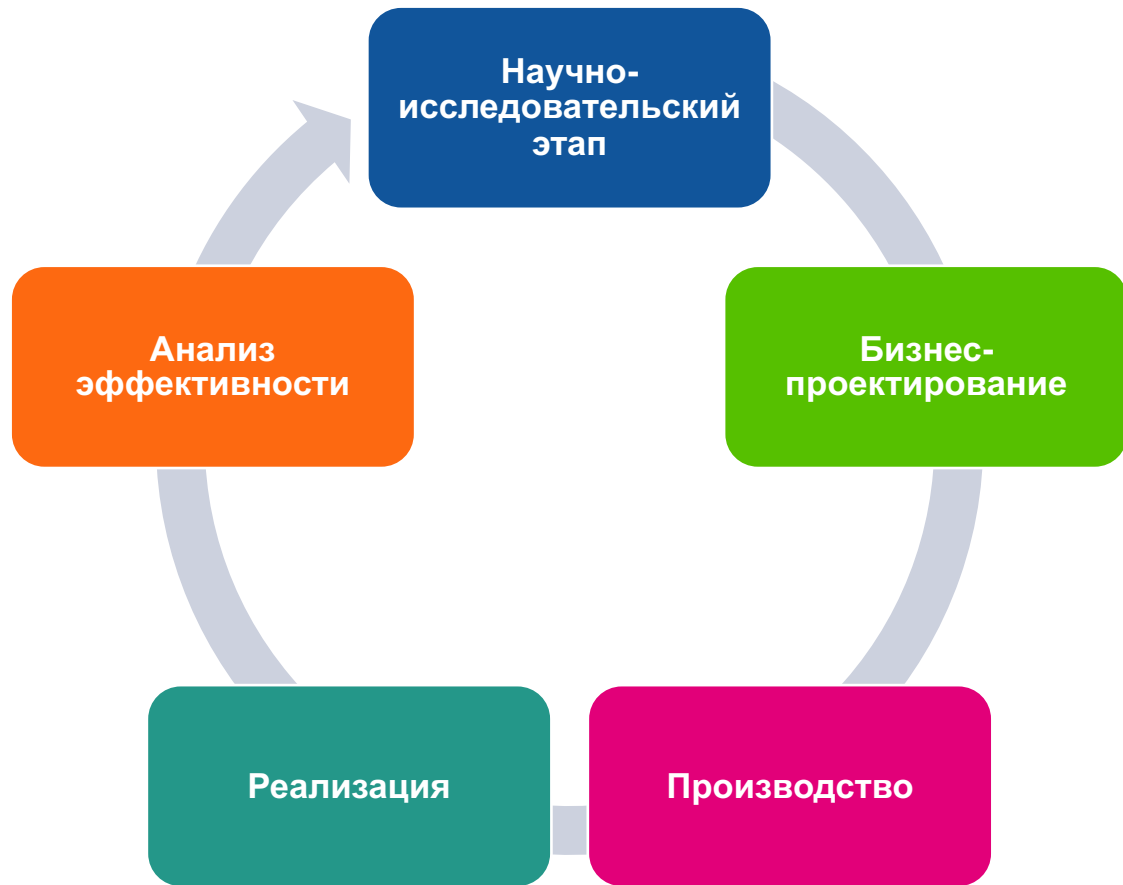 Научно-
исследовательский
этап
Бизнес-
проектирование
Производство
Реализация
Анализ
эффективности